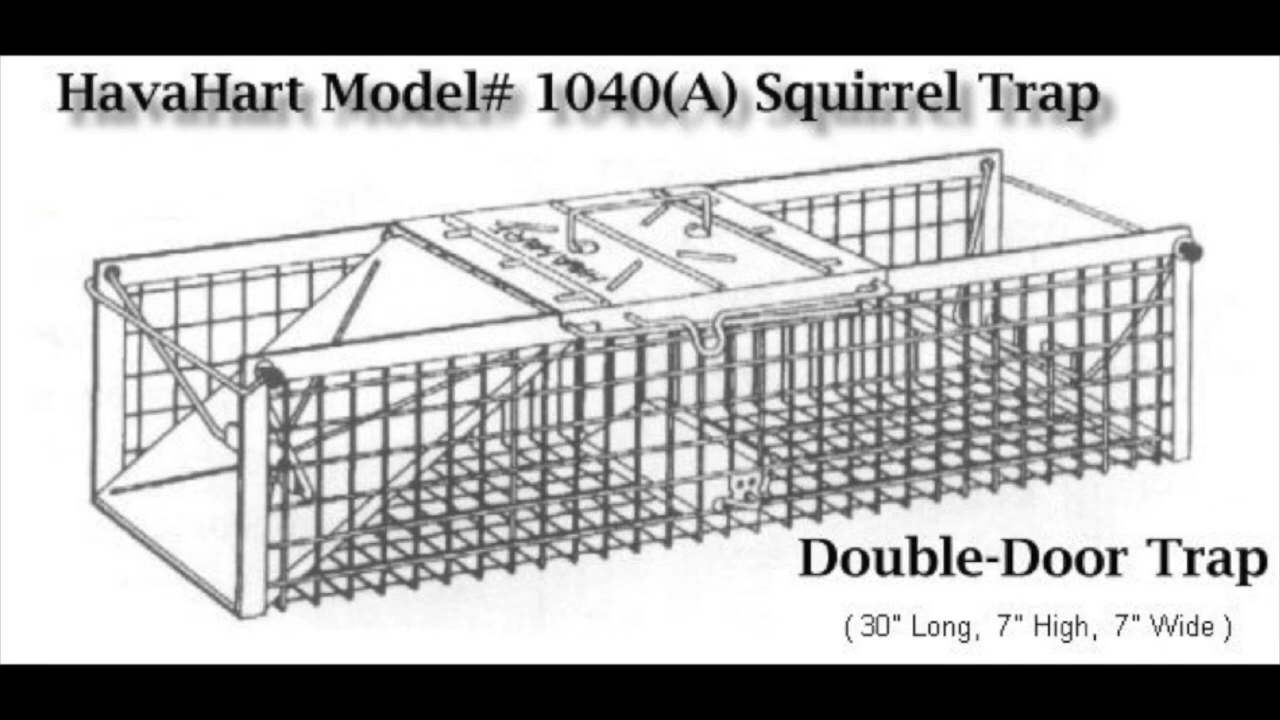 HavaHart Model# 1040(A) Squirrel Trap
Double-Door Trap
( 30" Long, 7" High, 7" Wide )